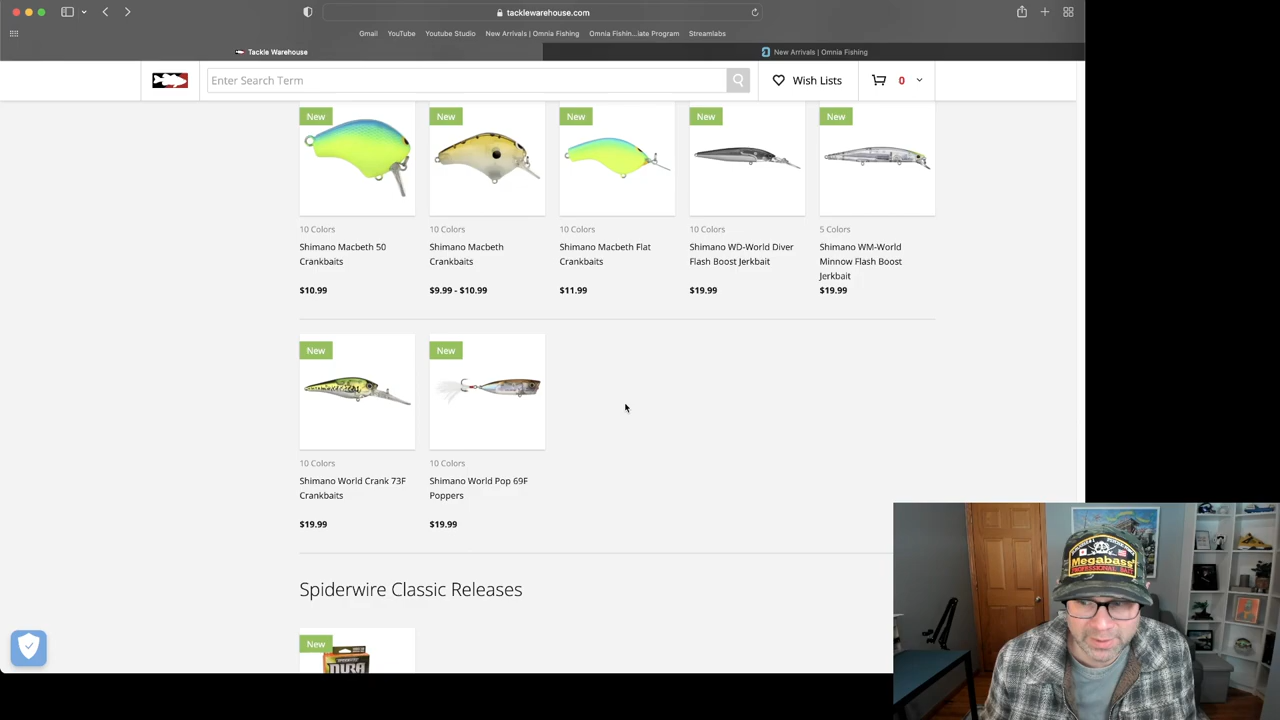 tacklewarehouse.com
Gmail YouTube Youtube Studio New Arrivals | Omnia Fishing Omnia Fishin...iate Program Streamlabs
Tackle Warehouse New Arrivals | Omnia Fishing
Enter Search Term Wish Lists 0
New New New New New
10 Colors 10 Colors 10 Colors 10 Colors 5 Colors
Shimano Macbeth 50 Shimano Macbeth Shimano Macbeth Flat Shimano WD-World Diver Shimano WM-World
Crankbaits Crankbaits Crankbaits Flash Boost Jerkbait Minnow Flash Boost
Jerkbait
$10.99 $9.99 - $10.99 $11.99 $19.99 $19.99
New New
10 Colors 10 Colors
Shimano World Crank 73F Shimano World Pop 69F
Crankbaits Poppers
$19.99 $19.99
Megabass
PROFESSIONAL BAIT
Spiderwire Classic Releases
New
DURA